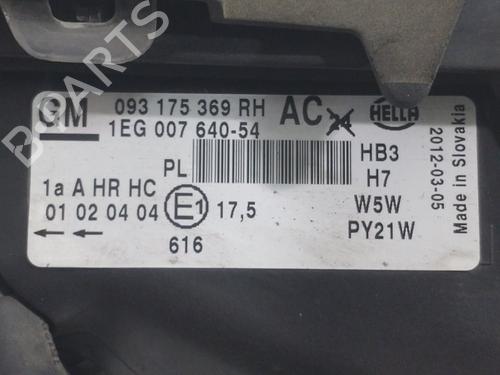 B PARTS
GM 093 175 369 RH AC 24 HELLA
1EG 007 640-54
PL
HB3
H7
W5W
PY21W
1a A HR HC
01 02 04 04
E1 17,5
616
2012-03-05
Made in Slovakia